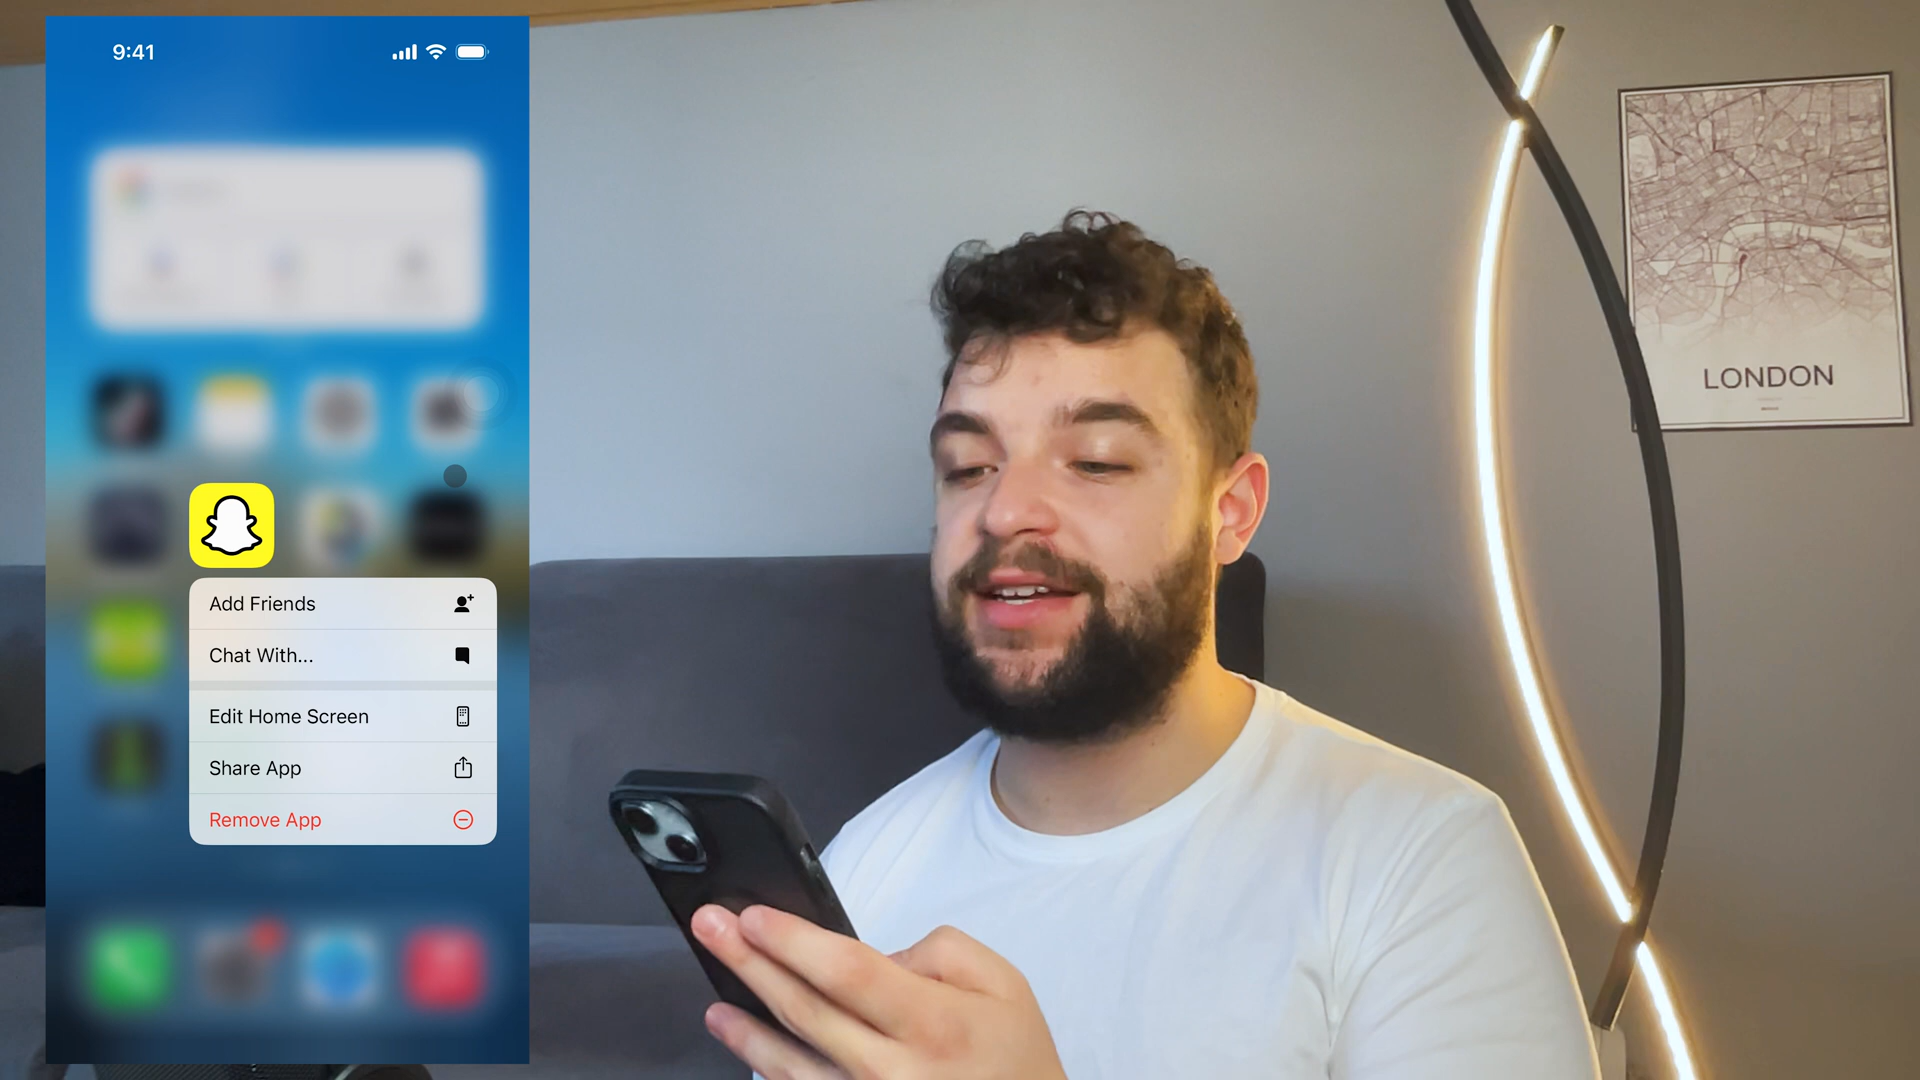 9:41
Add Friends
Chat With...
Edit Home Screen
Share App
Remove App
LONDON